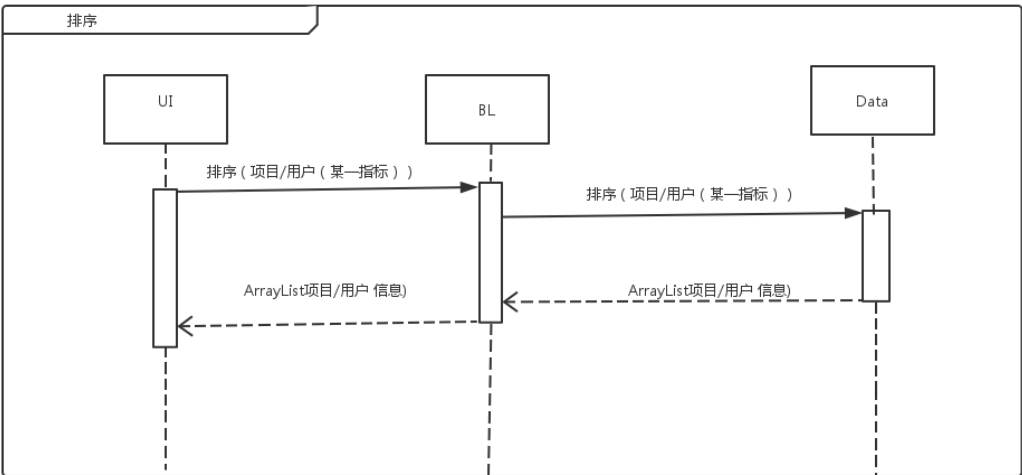 排序
UI
BL
Data
排序（项目/用户（某一指标））
排序（项目/用户（某一指标））
ArrayList项目/用户 信息)
ArrayList项目/用户 信息)